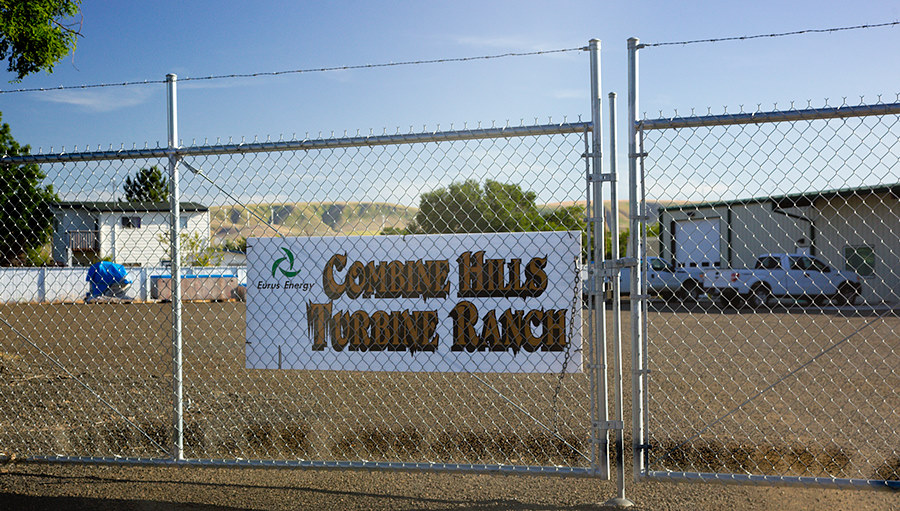 Eurus Energy
COMBINE HILLS
TURBINE RANCH